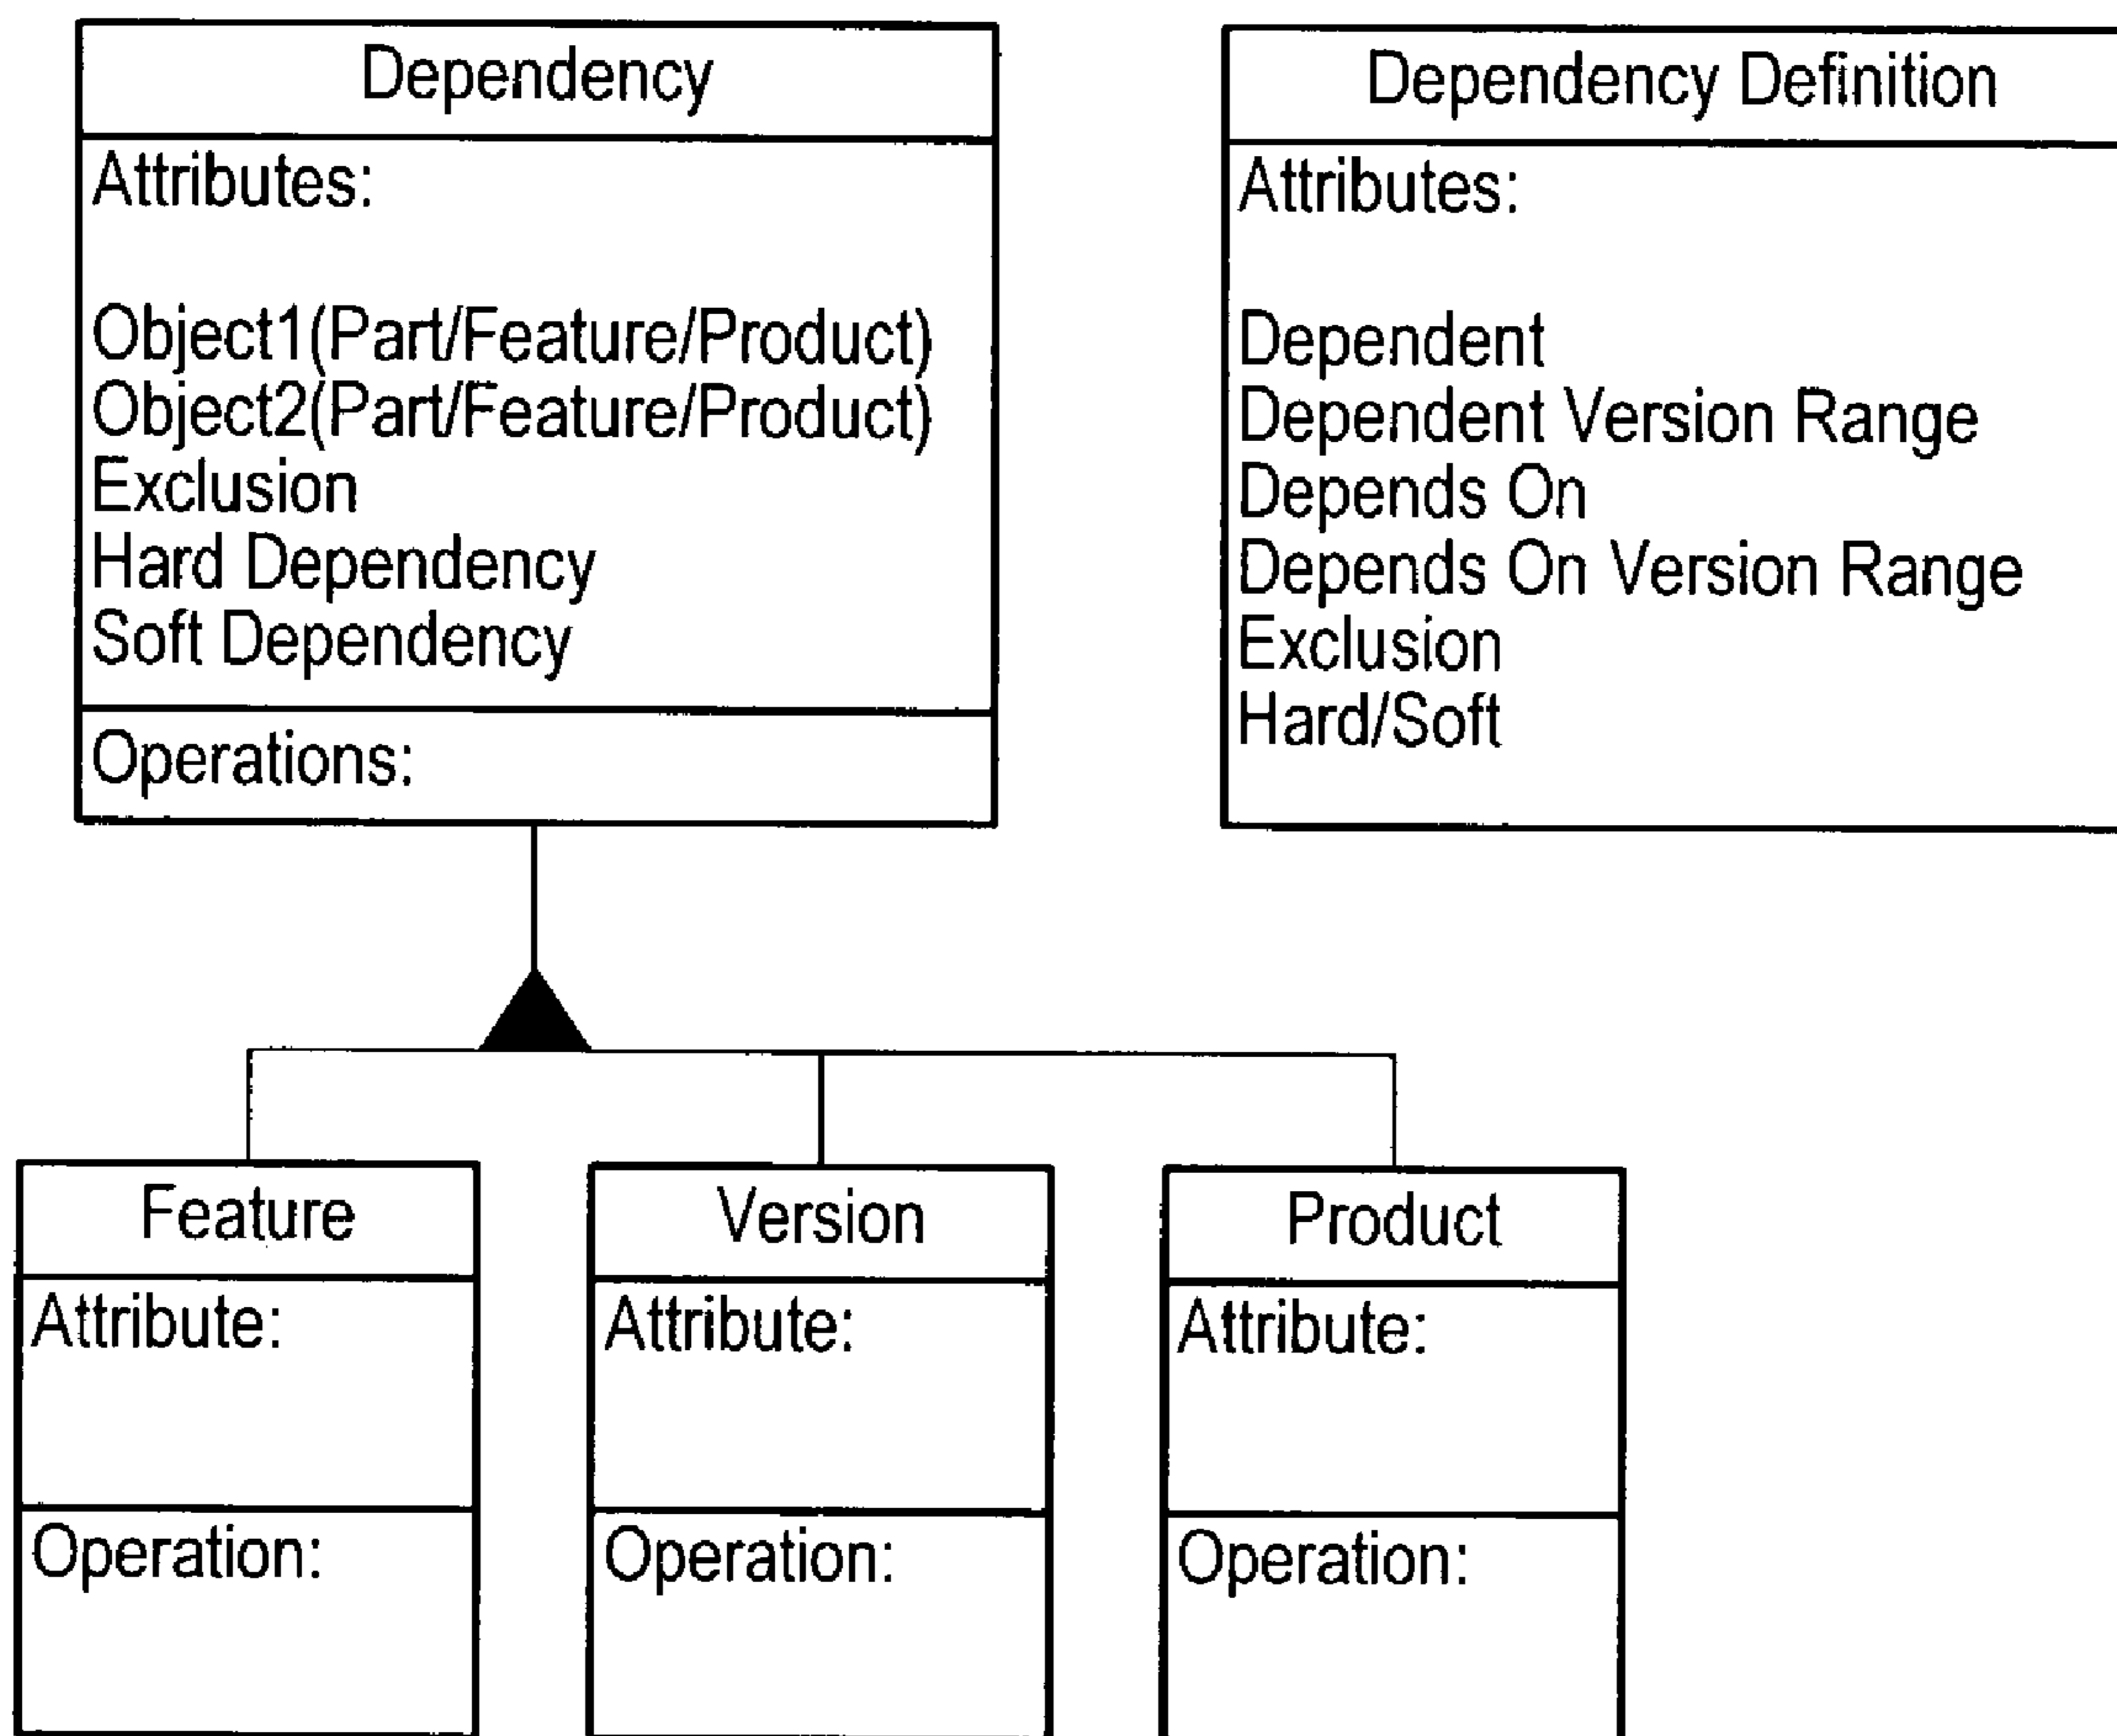 Dependency
Attributes:
Object1(Part/Feature/Product)
Object2(Part/Feature/Product)
Exclusion
Hard Dependency
Soft Dependency
Operations:
Dependency Definition
Attributes:
Dependent
Dependent Version Range
Depends On
Depends On Version Range
Exclusion
Hard/Soft
Feature
Attribute:
Operation:
Version
Attribute:
Operation:
Product
Attribute:
Operation: